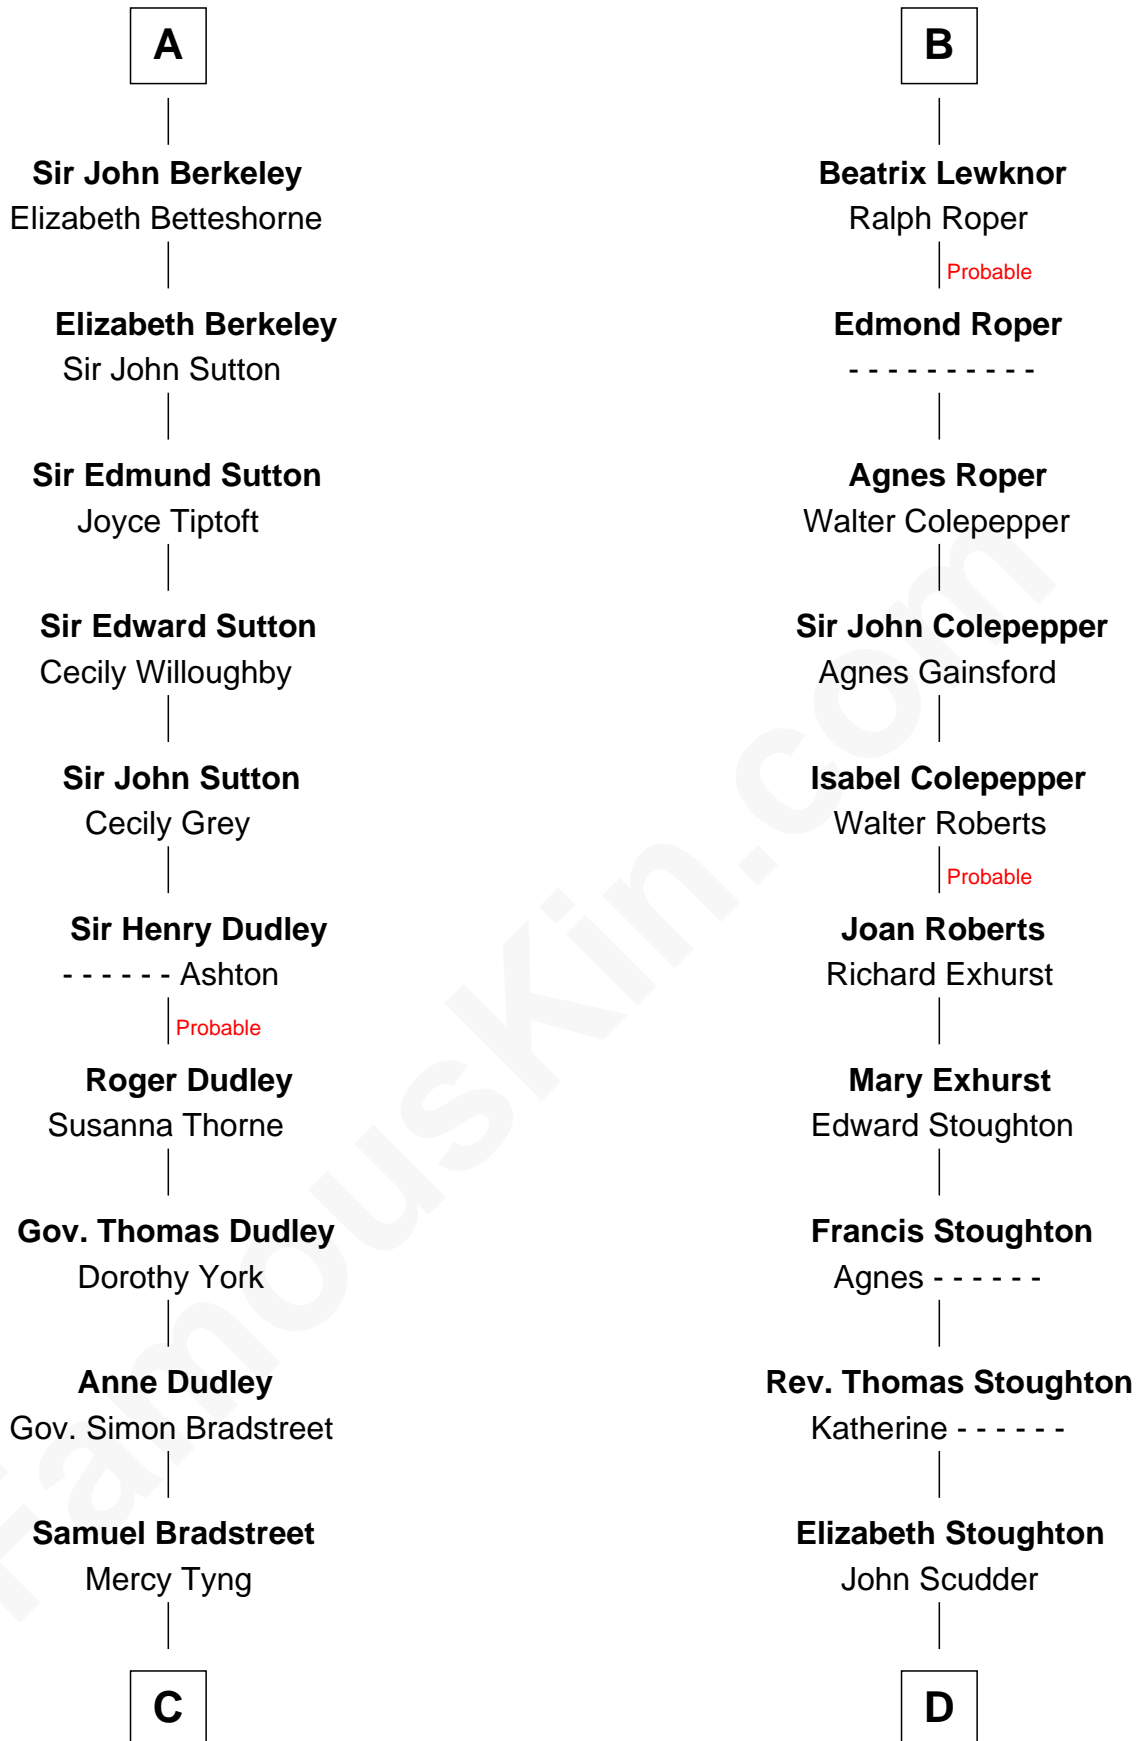 A
Sir John Berkeley
Elizabeth Betteshorne
Elizabeth Berkeley
Sir John Sutton
Sir Edmund Sutton
Joyce Tiptoft
Sir Edward Sutton
Cecily Willoughby
Sir John Sutton
Cecily Grey
Sir Henry Dudley
- - - - - - Ashton
Probable
Roger Dudley
Susanna Thorne
Gov. Thomas Dudley
Dorothy York
Anne Dudley
Gov. Simon Bradstreet
Samuel Bradstreet
Mercy Tyng
C
B
Beatrix Lewknor
Ralph Roper
Probable
Edmond Roper
- - - - - - - - - -
Agnes Roper
Walter Colepepper
Sir John Colepepper
Agnes Gainsford
Isabel Colepepper
Walter Roberts
Probable
Joan Roberts
Richard Exhurst
Mary Exhurst
Edward Stoughton
Francis Stoughton
Agnes - - - - - -
Rev. Thomas Stoughton
Katherine - - - - - -
Elizabeth Stoughton
John Scudder
D
FamousKin.com